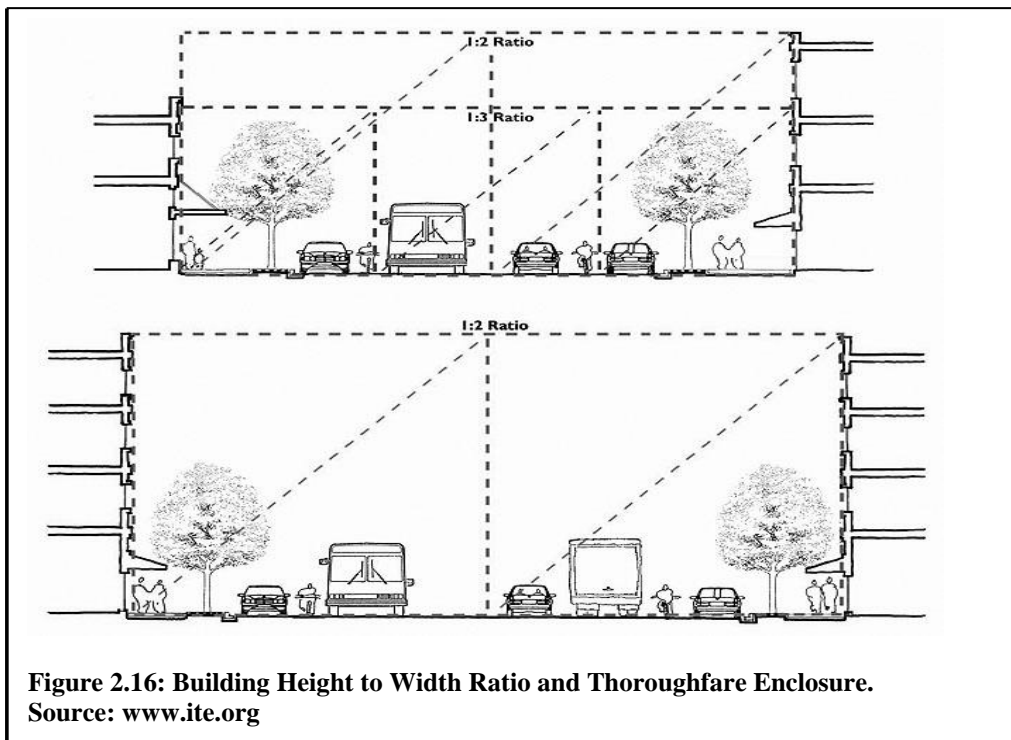 1:2 Ratio
1:3 Ratio
1:2 Ratio
Figure 2.16: Building Height to Width Ratio and Thoroughfare Enclosure.
Source: www.ite.org